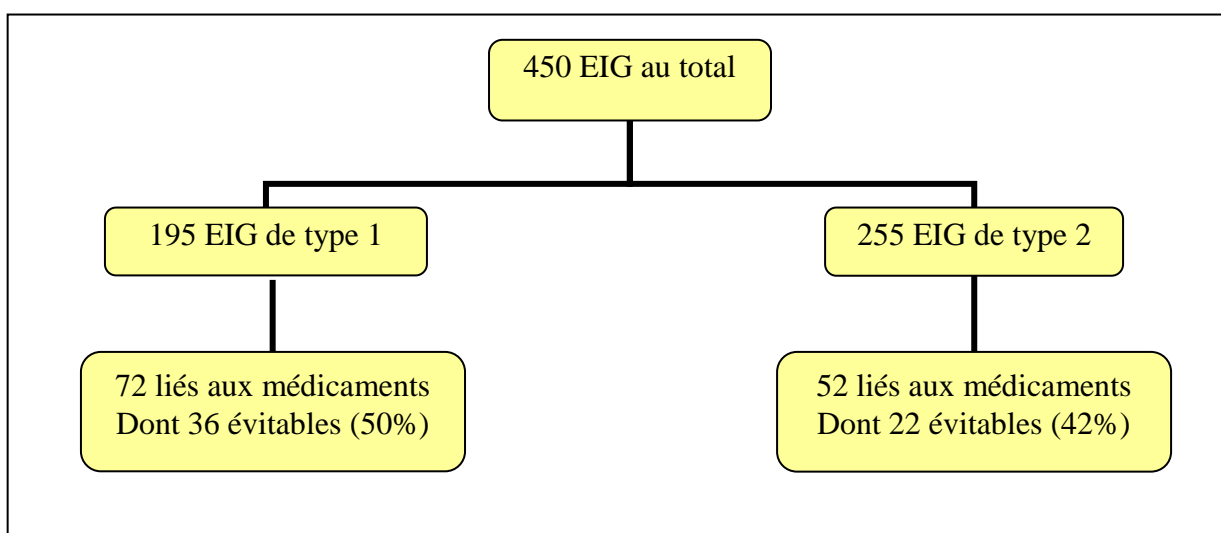 450 EIG au total
195 EIG de type 1
255 EIG de type 2
72 liés aux médicaments
Dont 36 évitables (50%)
52 liés aux médicaments
Dont 22 évitables (42%)